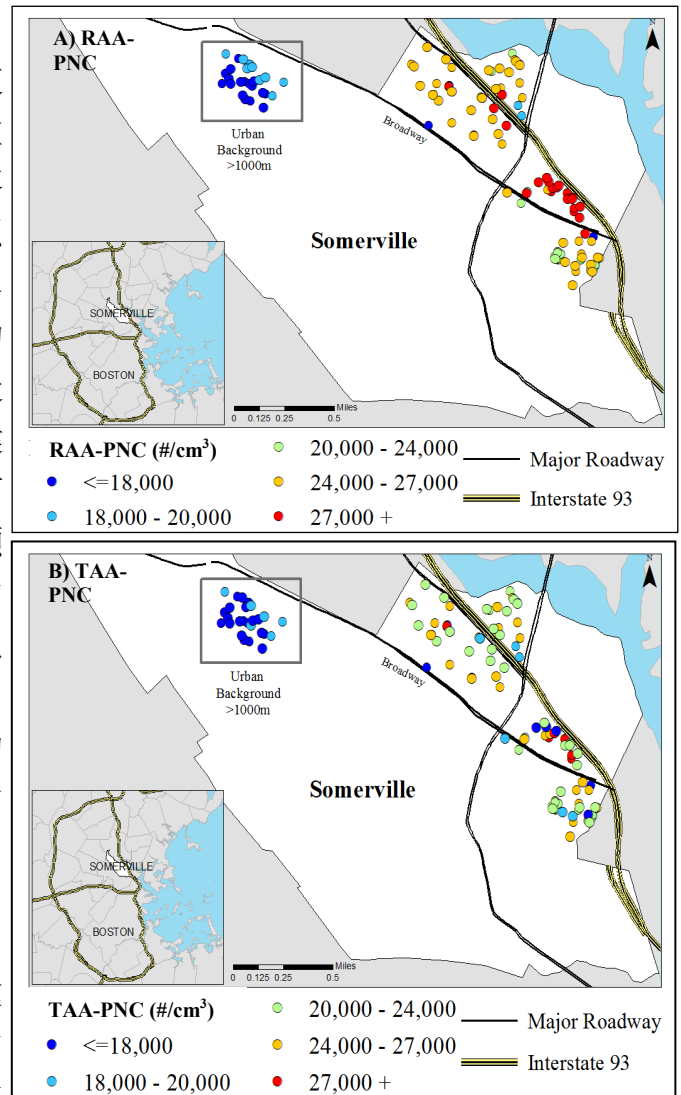 A) RAA-
PNC
N
Urban
Background
>1000m
Broadway
Somerville
SOMERVILLE
BOSTON
Miles
0 0.125 0.25 0.5
RAA-PNC (#/cm³)
<=18,000
18,000 - 20,000
20,000 - 24,000
24,000 - 27,000
27,000 +
Major Roadway
Interstate 93
B) TAA-
PNC
N
Urban
Background
>1000m
Broadway
Somerville
SOMERVILLE
BOSTON
Miles
0 0.125 0.25 0.5
TAA-PNC (#/cm³)
<=18,000
18,000 - 20,000
20,000 - 24,000
24,000 - 27,000
27,000 +
Major Roadway
Interstate 93